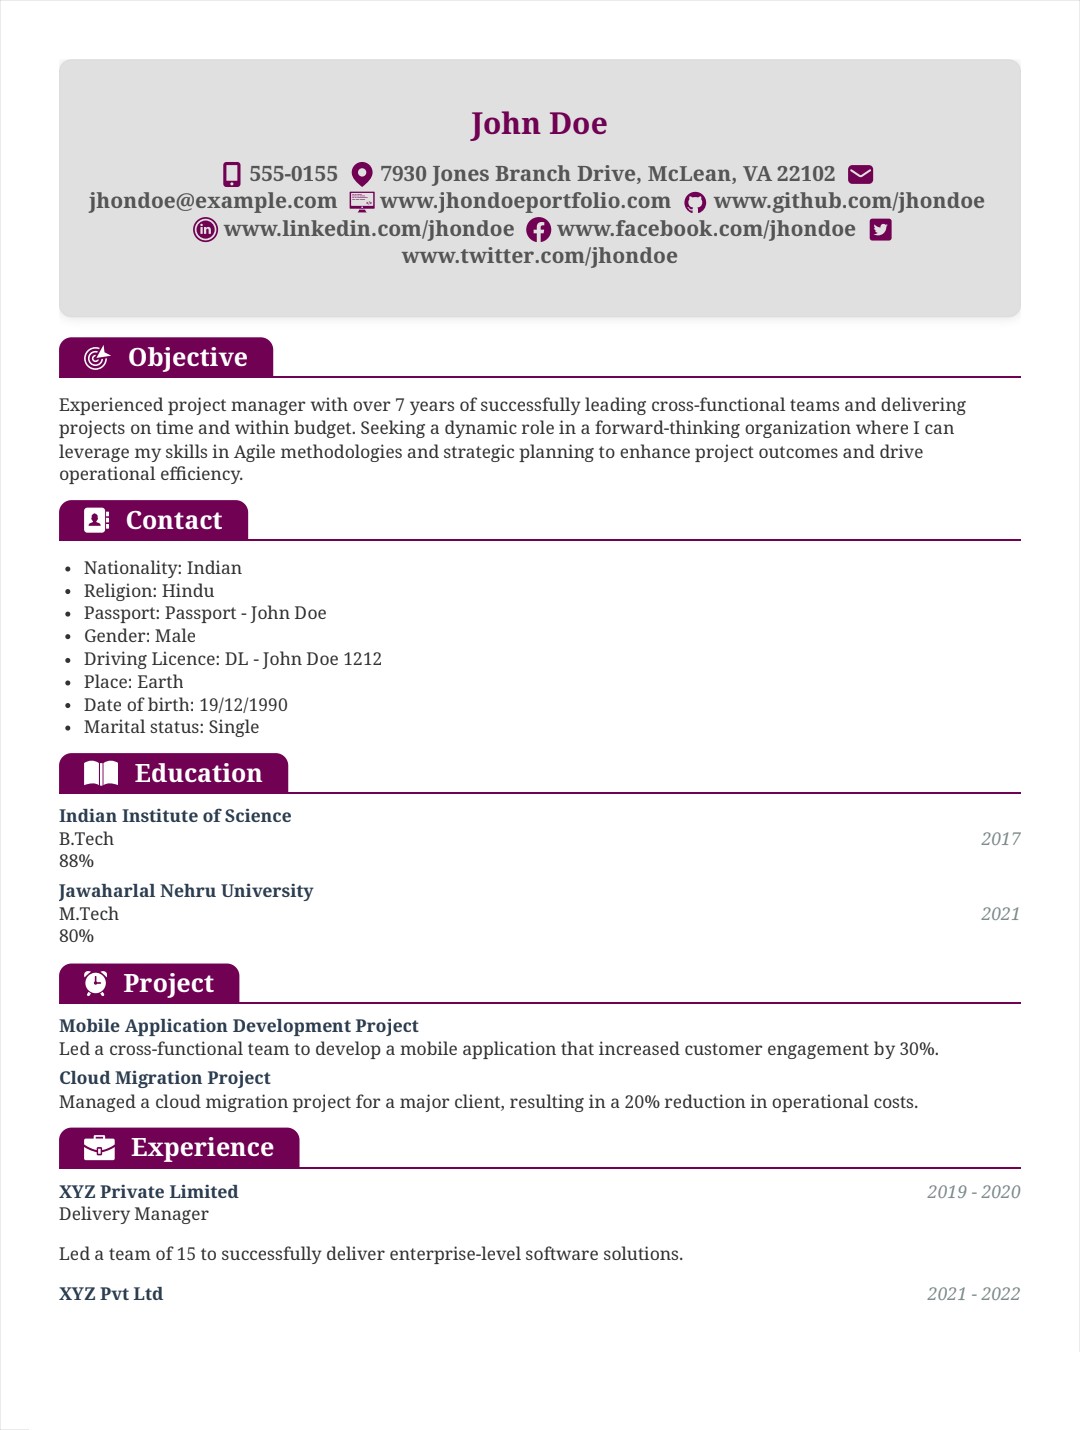 John Doe
555-0155 7930 Jones Branch Drive, McLean, VA 22102
jhondoe@example.com www.jhondoeportfolio.com www.github.com/jhondoe
www.linkedin.com/jhondoe www.facebook.com/jhondoe
www.twitter.com/jhondoe
Objective
Experienced project manager with over 7 years of successfully leading cross-functional teams and delivering
projects on time and within budget. Seeking a dynamic role in a forward-thinking organization where I can
leverage my skills in Agile methodologies and strategic planning to enhance project outcomes and drive
operational efficiency.
Contact
• Nationality: Indian
• Religion: Hindu
• Passport: Passport - John Doe
• Gender: Male
• Driving Licence: DL - John Doe 1212
• Place: Earth
• Date of birth: 19/12/1990
• Marital status: Single
Education
Indian Institute of Science
B.Tech 2017
88%
Jawaharlal Nehru University
M.Tech 2021
80%
Project
Mobile Application Development Project
Led a cross-functional team to develop a mobile application that increased customer engagement by 30%.
Cloud Migration Project
Managed a cloud migration project for a major client, resulting in a 20% reduction in operational costs.
Experience
XYZ Private Limited 2019 - 2020
Delivery Manager
Led a team of 15 to successfully deliver enterprise-level software solutions.
XYZ Pvt Ltd 2021 - 2022